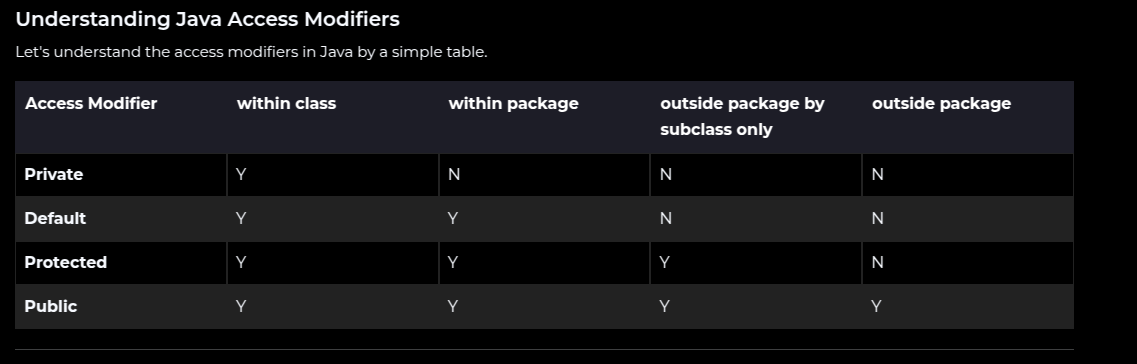 Understanding Java Access Modifiers
Let's understand the access modifiers in Java by a simple table.
Access Modifier within class within package outside package by subclass only outside package
Private Y N N N
Default Y Y N N
Protected Y Y Y N
Public Y Y Y Y